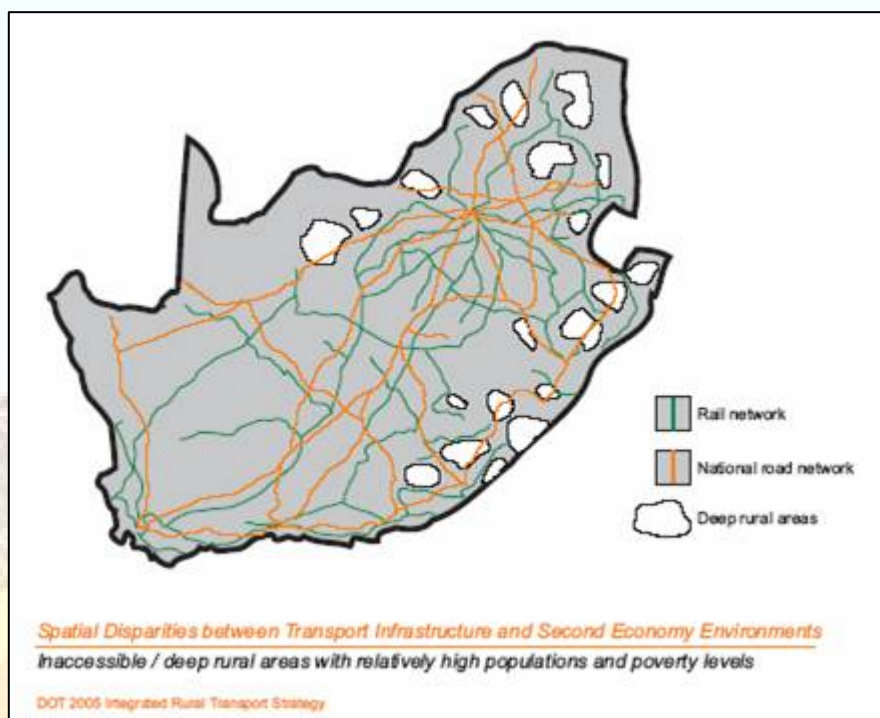 Rail network
National road network
Deep rural areas
Spatial Disparities between Transport Infrastructure and Second Economy Environments
Inaccessible / deep rural areas with relatively high populations and poverty levels
DOT 2005 Integrated Rural Transport Strategy